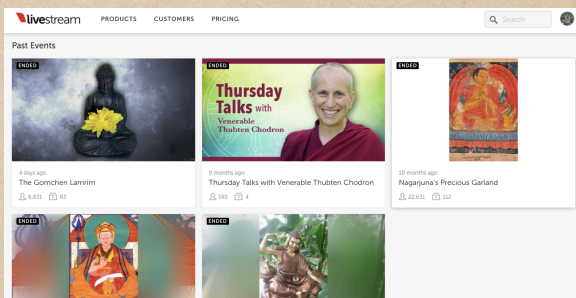 livestream PRODUCTS CUSTOMERS PRICING Search
Past Events
ENDED ENDED ENDED
Thursday
Talks with
Venerable
Thubten Chodron
4 days ago 9 months ago 10 months ago
The Gomchen Lamrim Thursday Talks with Venerable Thubten Chodron Nagarjuna's Precious Garland
6,831 83 385 4 22,631 112
ENDED ENDED